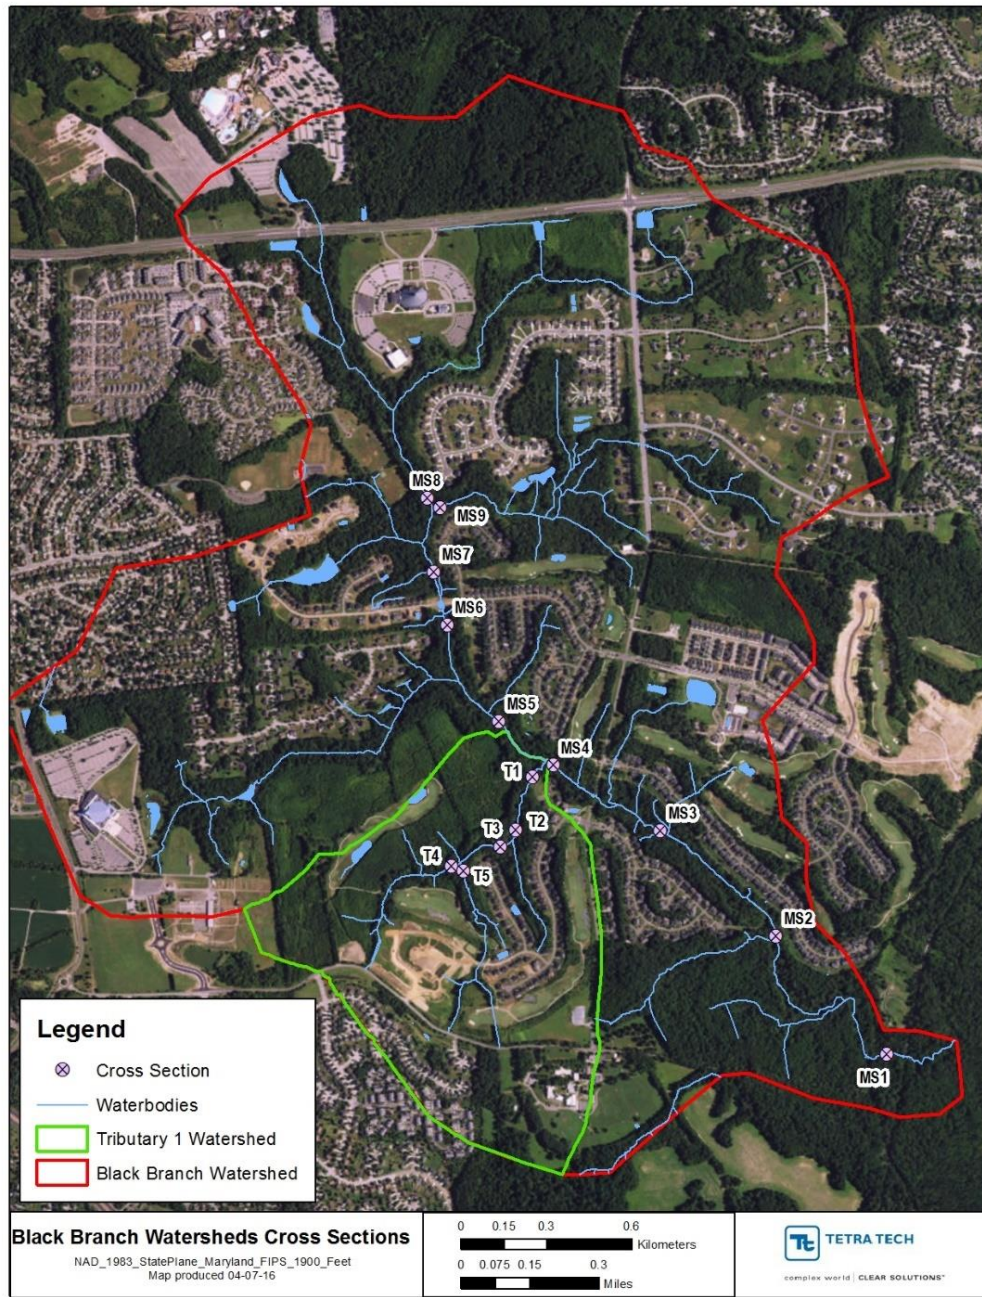 MS8
MS9
MS7
MS6
MS5
MS4
T1
MS3
T2
T3
T4
T5
MS2
MS1
Legend
Cross Section
Waterbodies
Tributary 1 Watershed
Black Branch Watershed
Black Branch Watersheds Cross Sections
NAD_1983_StatePlane_Maryland_FIPS_1900_Feet
Map produced 04-07-16
0 0.15 0.3 0.6
Kilometers
0 0.075 0.15 0.3
Miles
Tt
TETRA TECH
complex world | CLEAR SOLUTIONS™